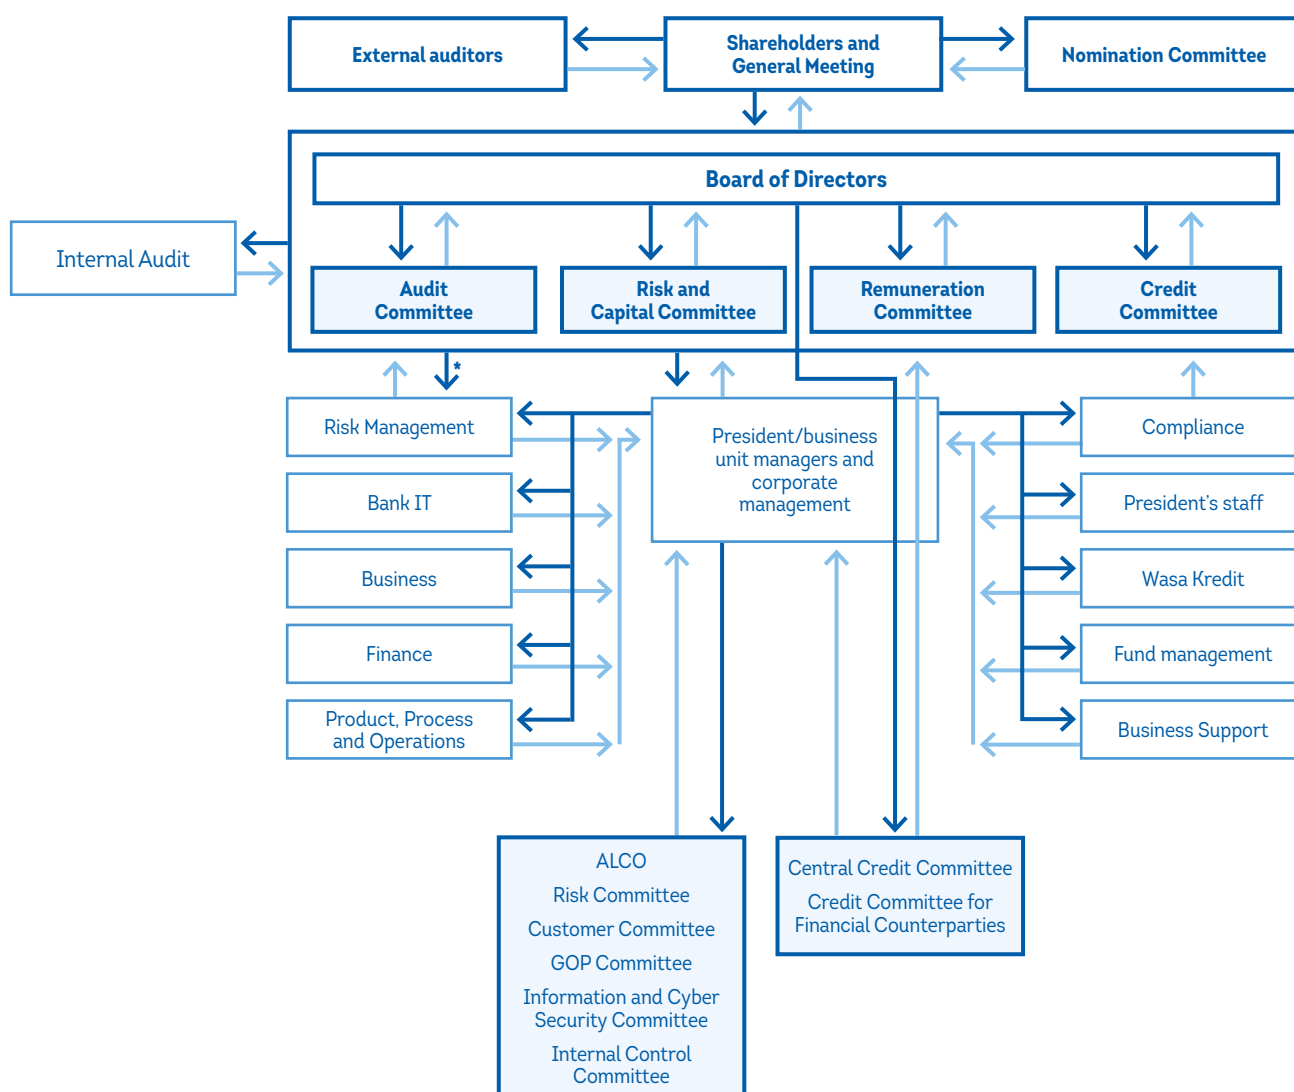 External auditors
Shareholders and
General Meeting
Nomination Committee
Board of Directors
Internal Audit
Audit
Committee
Risk and
Capital Committee
Remuneration
Committee
Credit
Committee
*
Risk Management
President/business
unit managers and
corporate
management
Compliance
Bank IT
President's staff
Business
Wasa Kredit
Finance
Fund management
Product, Process
and Operations
Business Support
ALCO
Risk Committee
Customer Committee
GOP Committee
Information and Cyber
Security Committee
Internal Control
Committee
Central Credit Committee
Credit Committee for
Financial Counterparties